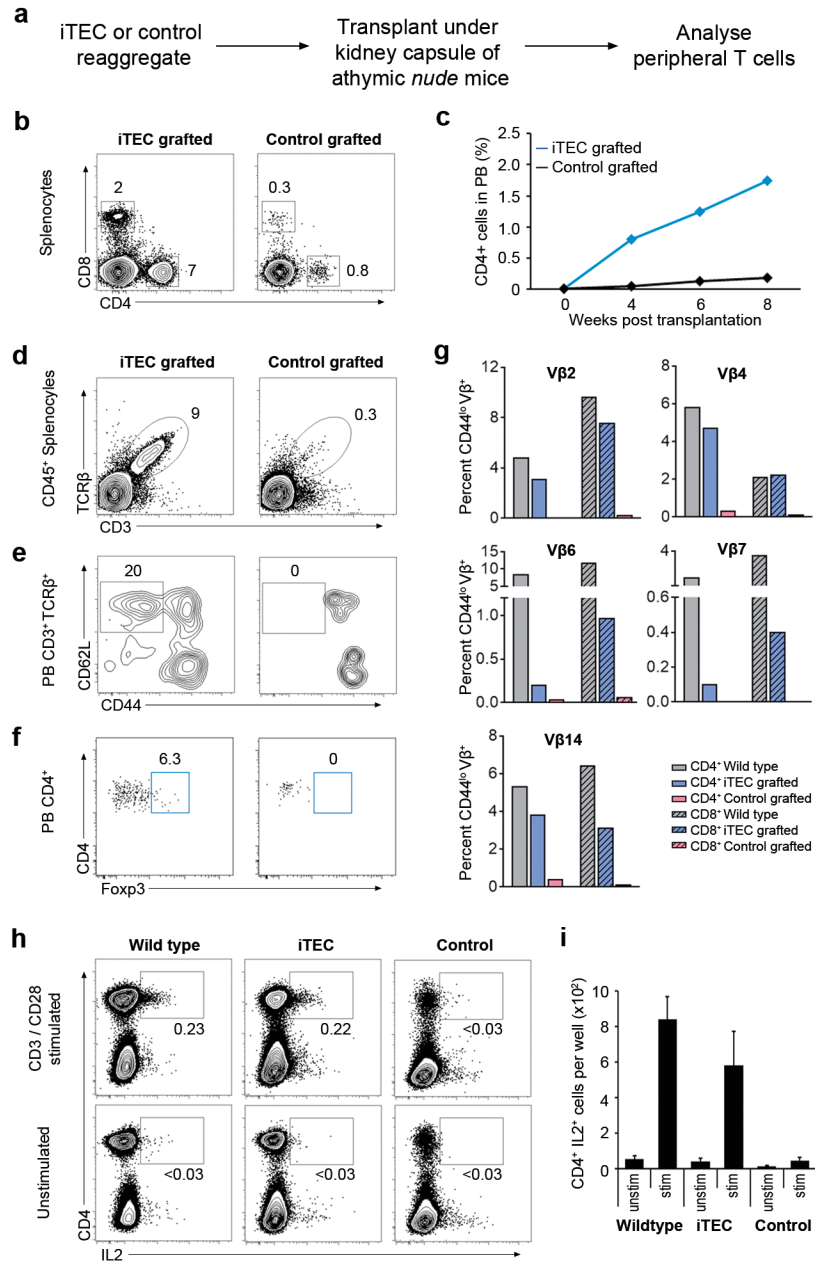 a
iTEC or control
reaggregate
Transplant under
kidney capsule of
athymic nude mice
Analyse
peripheral T cells
b
iTEC grafted
Control grafted
Splenocytes
CD8
2
7
0.3
0.8
CD4
c
CD4+ cells in PB (%)
2.5
2.0
1.5
1.0
0.5
0
iTEC grafted
Control grafted
0
4
6
8
Weeks post transplantation
d
iTEC grafted
Control grafted
CD45⁺ Splenocytes
TCRβ
9
0.3
CD3
e
PB CD3⁺ TCRβ⁺
CD62L
20
0
CD44
f
PB CD4⁺
CD4
6.3
0
Foxp3
g
Vβ2
Percent CD44ˡᵒ Vβ⁺
12
8
4
0
Vβ4
8
6
4
2
0
Vβ6
Percent CD44ˡᵒ Vβ⁺
15
10
5
1.0
0.5
0.0
Vβ7
4
2
0.6
0.4
0.2
0.0
Vβ14
Percent CD44ˡᵒ Vβ⁺
8
6
4
2
0
CD4⁺ Wild type
CD4⁺ iTEC grafted
CD4⁺ Control grafted
CD8⁺ Wild type
CD8⁺ iTEC grafted
CD8⁺ Control grafted
h
Wild type
iTEC
Control
CD3 / CD28
stimulated
0.23
0.22
<0.03
Unstimulated
CD4
<0.03
<0.03
<0.03
IL2
i
CD4⁺ IL2⁺ cells per well (x10²)
10
8
6
4
2
0
unstim
stim
unstim
stim
unstim
stim
Wildtype
iTEC
Control